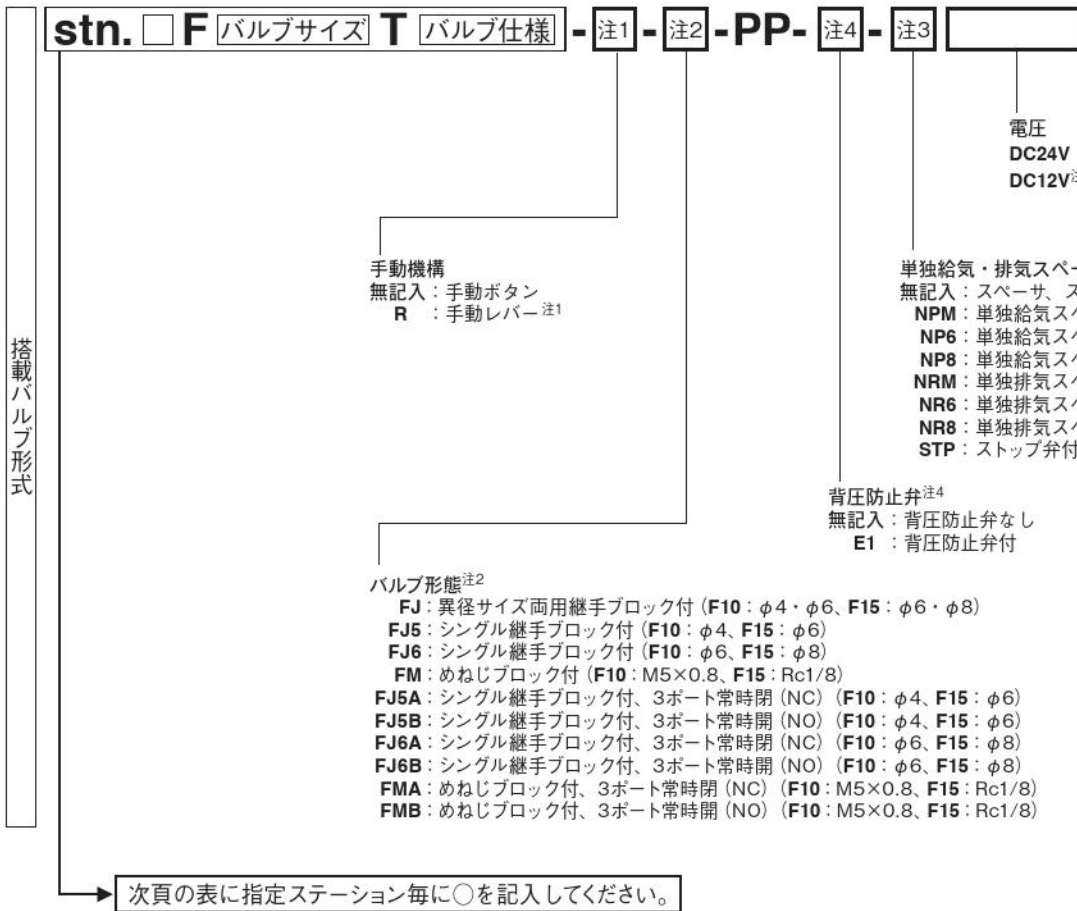 stn. □ F バルブサイズ T バルブ仕様 - 注1 - 注2 -PP- 注4 - 注3
電圧
DC24V
DC12V
手動機構
無記入：手動ボタン
R ：手動レバー注1
単独給気・排気スペー
無記入：スペーサ、ス
NPM：単独給気スペ
NP6：単独給気スペ
NP8：単独給気スペ
NRM：単独排気スペ
NR6：単独排気スペ
NR8：単独排気スペ
STP：ストップ弁付
搭載バルブ形式
背圧防止弁注4
無記入：背圧防止弁なし
E1 ：背圧防止弁付
バルブ形態注2
FJ：異径サイズ両用継手ブロック付（F10：φ4・φ6、F15：φ6・φ8）
FJ5：シングル継手ブロック付（F10：φ4、F15：φ6）
FJ6：シングル継手ブロック付（F10：φ6、F15：φ8）
FM：めねじブロック付（F10：M5×0.8、F15：Rc1/8）
FJ5A：シングル継手ブロック付、3ポート常時閉（NC）（F10：φ4、F15：φ6）
FJ5B：シングル継手ブロック付、3ポート常時開（NO）（F10：φ4、F15：φ6）
FJ6A：シングル継手ブロック付、3ポート常時閉（NC）（F10：φ6、F15：φ8）
FJ6B：シングル継手ブロック付、3ポート常時開（NO）（F10：φ6、F15：φ8）
FMA：めねじブロック付、3ポート常時閉（NC）（F10：M5×0.8、F15：Rc1/8）
FMB：めねじブロック付、3ポート常時開（NO）（F10：M5×0.8、F15：Rc1/8）
次頁の表に指定ステーション毎に○を記入してください。